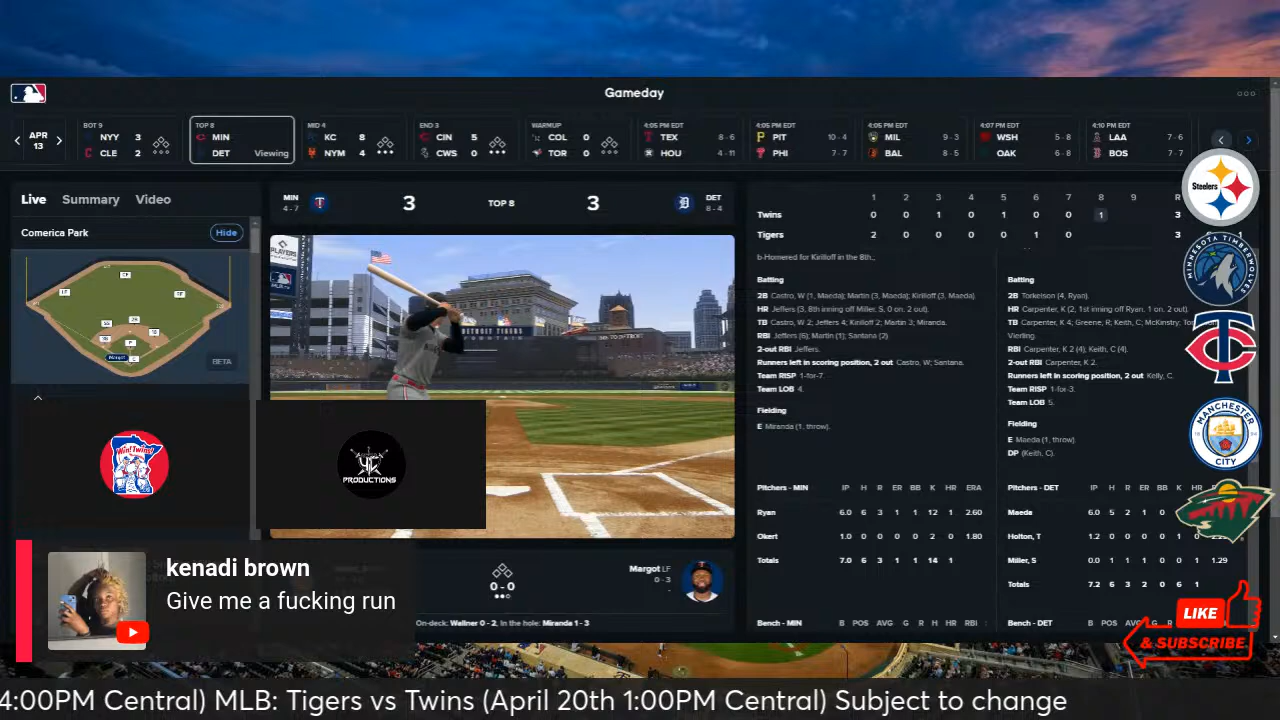 Gameday
APR
13
BOT 9
NYY 3
CLE 2
TOP 8
MIN
DET Viewing
MID 4
KC 8
NYM 4
END 3
CIN 5
CWS 0
WARMUP
COL 0
TOR 0
4:05 PM EDT
TEX 8-6
HOU 4-11
4:05 PM EDT
PIT 10-4
PHI 7-7
4:05 PM EDT
MIL 9-3
BAL 8-5
4:07 PM EDT
WSH 5-8
OAK 6-8
4:10 PM EDT
LAA 7-6
BOS 7-7
Live Summary Video
Comerica Park Hide
BETA
MIN
4-7
3
TOP 8
3
DET
8-4
1 2 3 4 5 6 7 8 9 R
Twins 0 0 1 0 1 0 0 1 3
Tigers 2 0 0 0 0 1 0 3 1
b-Homered for Kirilloff in the 8th.
Batting
2B Castro, W (1, Maeda); Martin (3, Maeda); Kirilloff (3, Maeda).
HR Jeffers (3, 8th inning off Miller, S, 0 on, 2 out).
TB Castro, W 2; Jeffers 4; Kirilloff 2; Martin 3; Miranda.
RBI Jeffers (6); Martin (1); Santana (2).
2-out RBI Jeffers.
Runners left in scoring position, 2 out Castro, W; Santana.
Team RISP 1-for-7.
Team LOB 4.
Fielding
E Miranda (1, throw).
Batting
2B Torkelson (4, Ryan).
HR Carpenter, K (2, 1st inning off Ryan, 1 on, 2 out).
TB Carpenter, K 4; Greene, R; Keith, C; McKinstry;
Vierling.
RBI Carpenter, K 2 (4); Keith, C (4).
2-out RBI Carpenter, K 2.
Runners left in scoring position, 2 out Kelly, C.
Team RISP 1-for-3.
Team LOB 5.
Fielding
E Maeda (1, throw).
DP (Keith, C).
Pitchers - MIN IP H R ER BB K HR ERA
Ryan 6.0 6 3 1 1 12 1 2.60
Okert 1.0 0 0 0 0 2 0 1.80
Totals 7.0 6 3 1 1 14 1
Pitchers - DET IP H R ER BB K HR
Maeda 6.0 5 2 1 0
Holton, T 1.2 0 0 0 0 1 0
Miller, S 0.0 1 1 1 0 0 1 1.29
Totals 7.2 6 3 2 0 6 1
Bench - MIN B POS AVG G R H HR RBI
Bench - DET B POS AVG G R H HR
DETROIT
Margot
PLAYERS
Steelers
MINNESOTA TIMBERWOLVES
MANCHESTER
CITY
Win! Twins!
PRODUCTIONS
kenadi brown
Give me a fucking run
0 - 0
Margot LF
0-3
On-deck: Wallner 0 - 2, In the hole: Miranda 1 - 3
LIKE
& SUBSCRIBE
4:00PM Central) MLB: Tigers vs Twins (April 20th 1:00PM Central) Subject to change